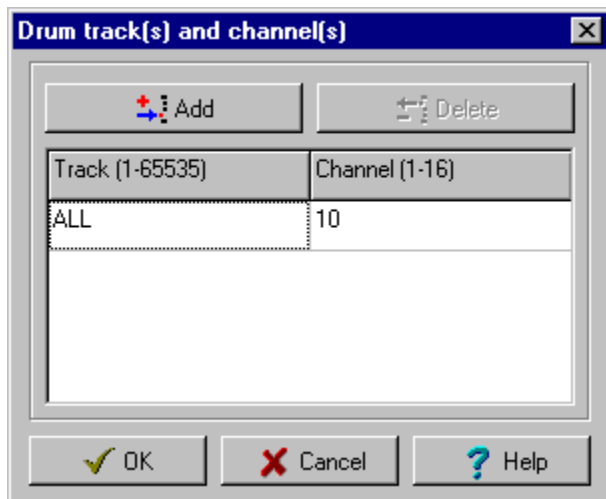 Drum track(s) and channel(s)
Add
Delete
Track (1-65535) Channel (1-16)
ALL 10
OK Cancel Help